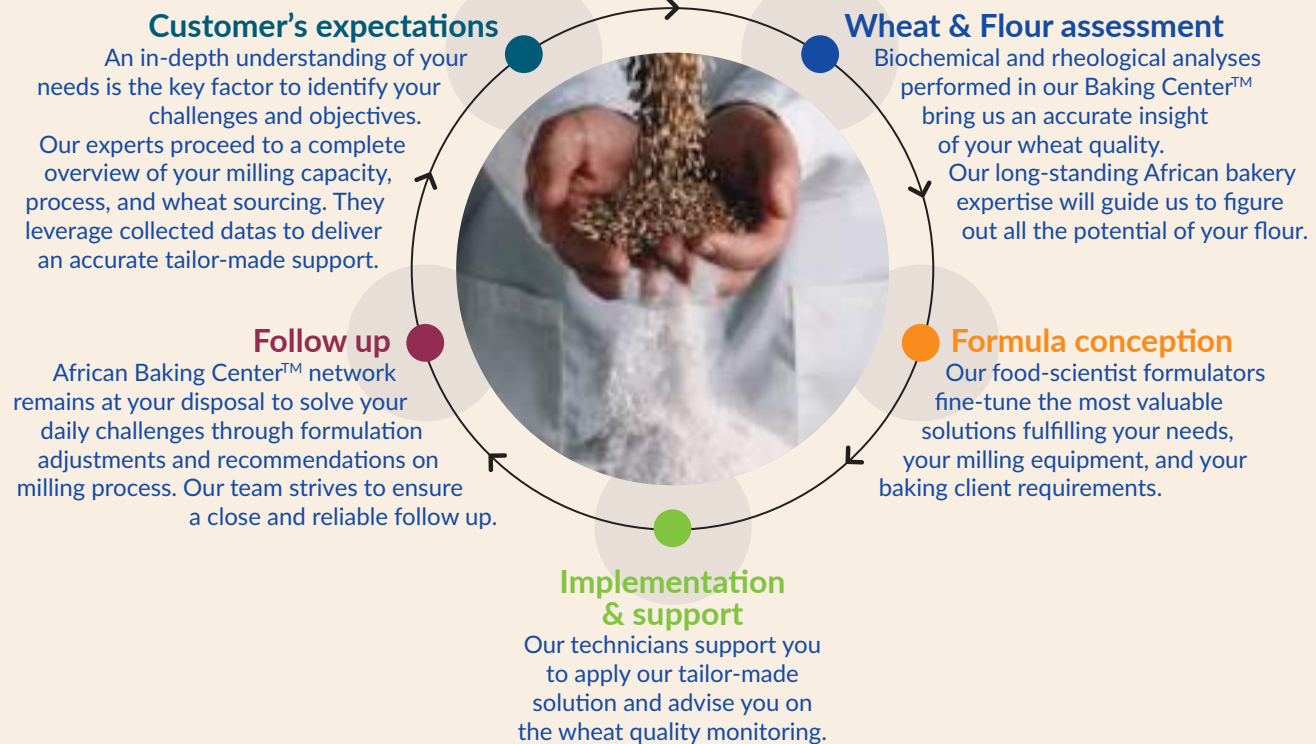 Customer’s expectations
An in-depth understanding of your
needs is the key factor to identify your
challenges and objectives.
Our experts proceed to a complete
overview of your milling capacity,
process, and wheat sourcing. They
leverage collected datas to deliver
an accurate tailor-made support.
Wheat & Flour assessment
Biochemical and rheological analyses
performed in our Baking Center™
bring us an accurate insight
of your wheat quality.
Our long-standing African bakery
expertise will guide us to figure
out all the potential of your flour.
Formula conception
Our food-scientist formulators
fine-tune the most valuable
solutions fulfilling your needs,
your milling equipment, and your
baking client requirements.
Implementation
& support
Our technicians support you
to apply our tailor-made
solution and advise you on
the wheat quality monitoring.
Follow up
African Baking Center™ network
remains at your disposal to solve your
daily challenges through formulation
adjustments and recommendations on
milling process. Our team strives to ensure
a close and reliable follow up.